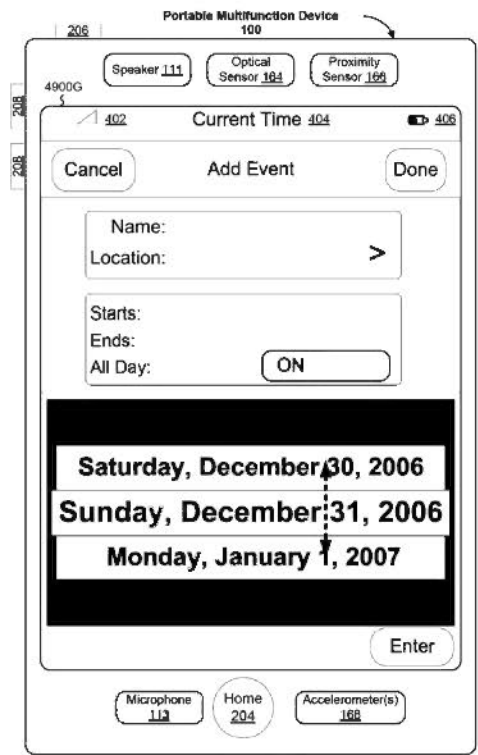 Portable Multifunction Device
100
206
Speaker 111
Optical
Sensor 164
Proximity
Sensor 166
208
4900G
402
Current Time 404
406
208
Cancel
Add Event
Done
Name:
Location:
>
Starts:
Ends:
All Day:
ON
Saturday, December 30, 2006
Sunday, December 31, 2006
Monday, January 1, 2007
Enter
Microphone
113
Home
204
Accelerometer(s)
168